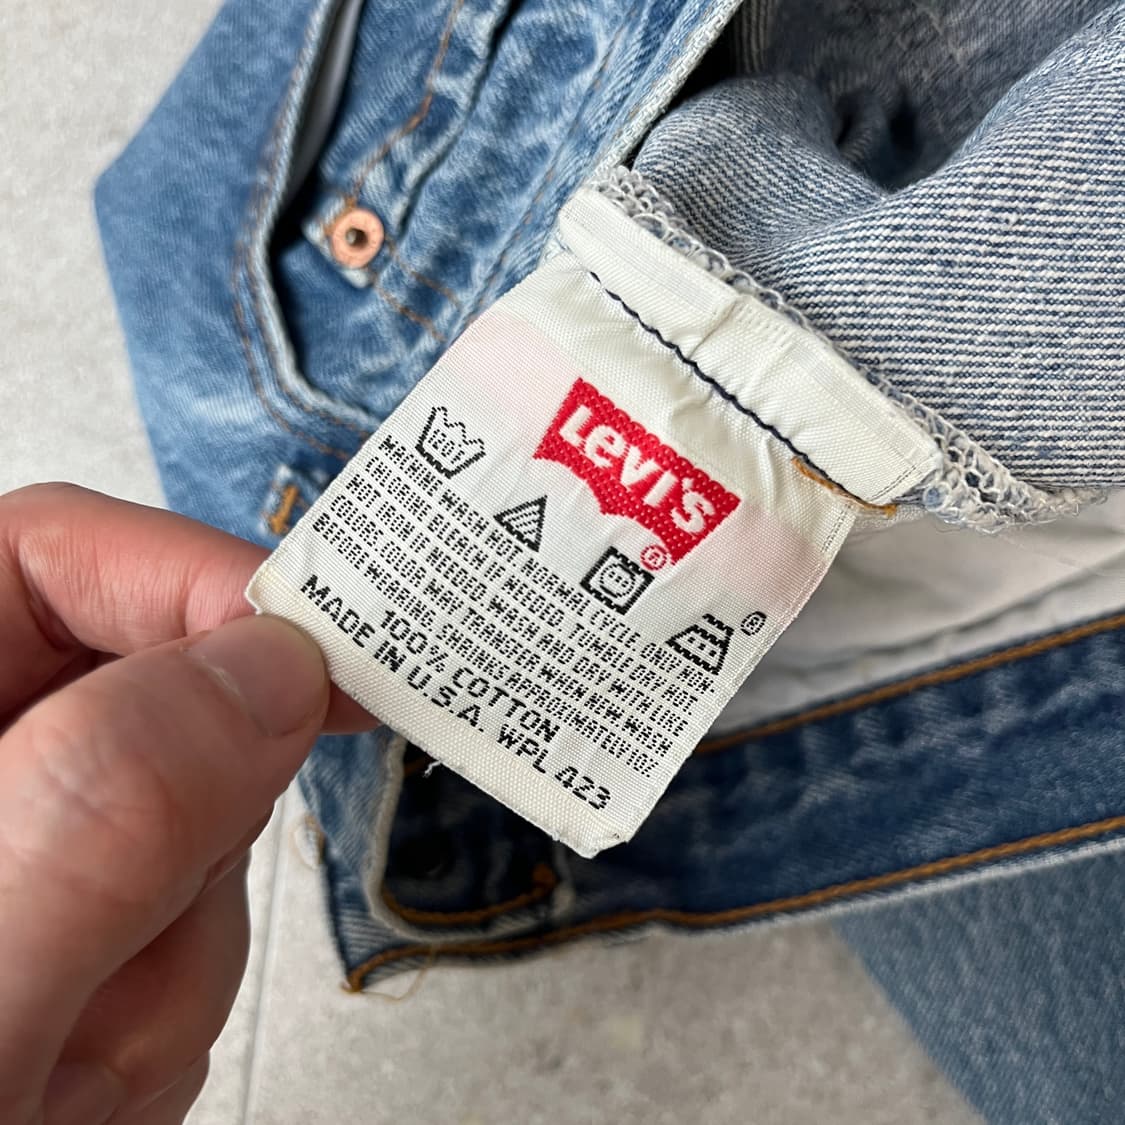 Levi's
®
120F
®
MACHINE WASH HOT, NORMAL CYCLE. ONLY NON-
CHLORINE BLEACH IF NEEDED. TUMBLE DRY HOT.
HOT IRON IF NEEDED. WASH AND DRY WITH LIKE
COLORS. COLOR MAY TRANSFER WHEN NEW. WASH
BEFORE WEARING. SHRINKS APPROXIMATELY 10%
100% COTTON
MADE IN U.S.A. WPL 423